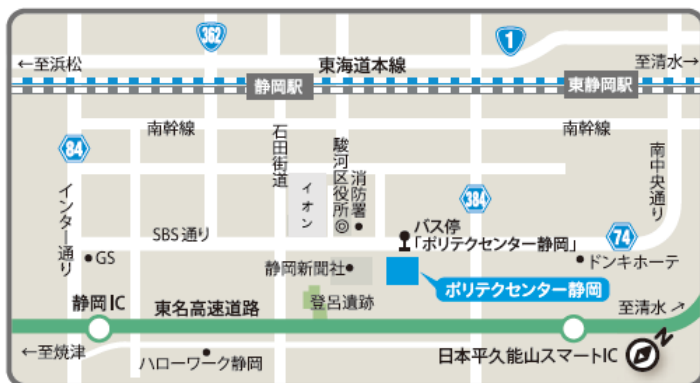 362
1
←至浜松
東海道本線
至清水→
静岡駅
東静岡駅
南幹線
南幹線
84
石田街道
駿河区役所◎
消防署
南中央通り
イオン
インター通り
384
バス停
「ポリテクセンター静岡」
74
SBS通り
GS
静岡新聞社
ドンキホーテ
ポリテクセンター静岡
登呂遺跡
静岡IC
東名高速道路
至清水↗
←至焼津
ハローワーク静岡
日本平久能山スマートIC
N